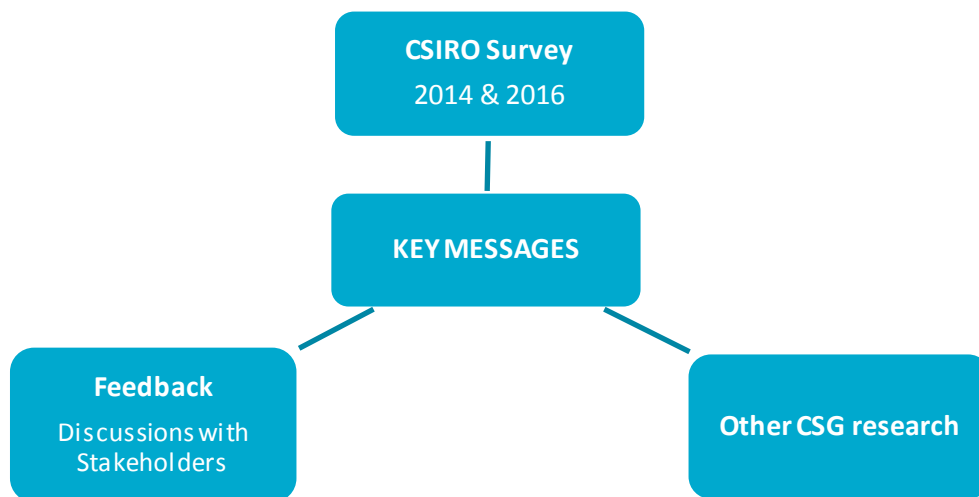 CSIRO Survey
2014 & 2016
KEY MESSAGES
Feedback
Discussions with
Stakeholders
Other CSG research